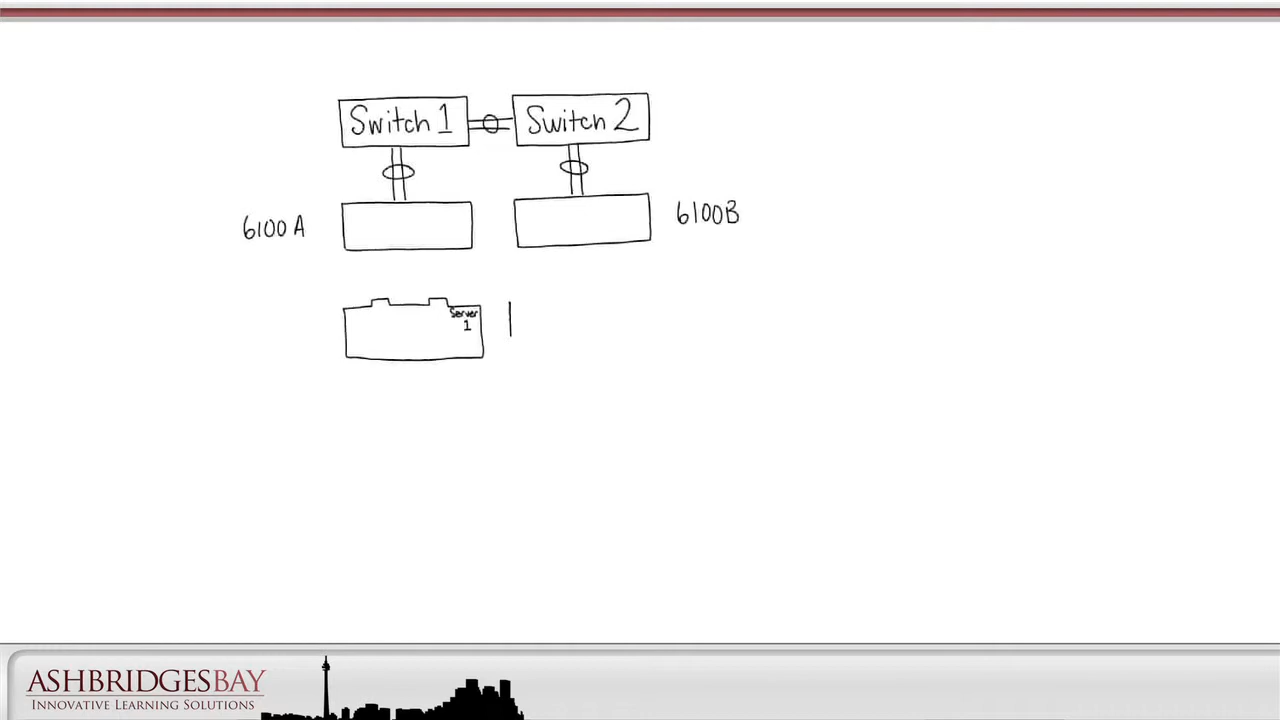 Switch 1 Switch 2
6100 A 6100B
Server
1
ASHBRIDGESBAY
INNOVATIVE LEARNING SOLUTIONS